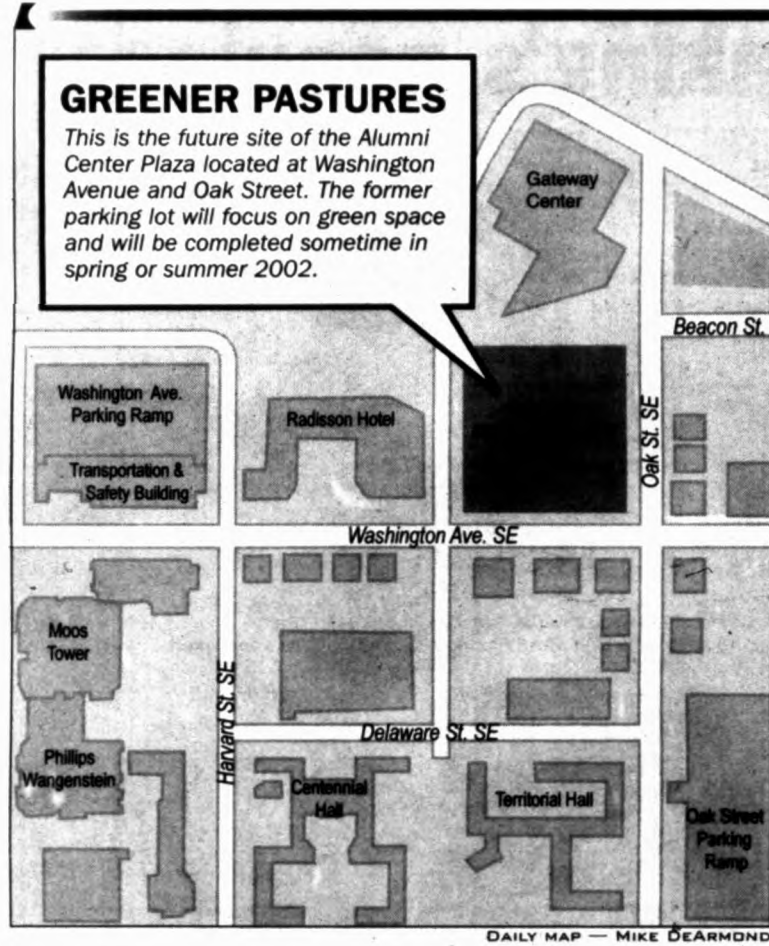 GREENER PASTURES
This is the future site of the Alumni
Center Plaza located at Washington
Avenue and Oak Street. The former
parking lot will focus on green space
and will be completed sometime in
spring or summer 2002.
Gateway
Center
Beacon St.
Washington Ave.
Parking Ramp
Radisson Hotel
Oak St. SE
Transportation &
Safety Building
Washington Ave. SE
Moos
Tower
Harvard St. SE
Delaware St. SE
Phillips
Wangenstein
Centennial
Hall
Territorial Hall
Oak Street
Parking
Ramp
DAILY MAP — MIKE DEARMOND